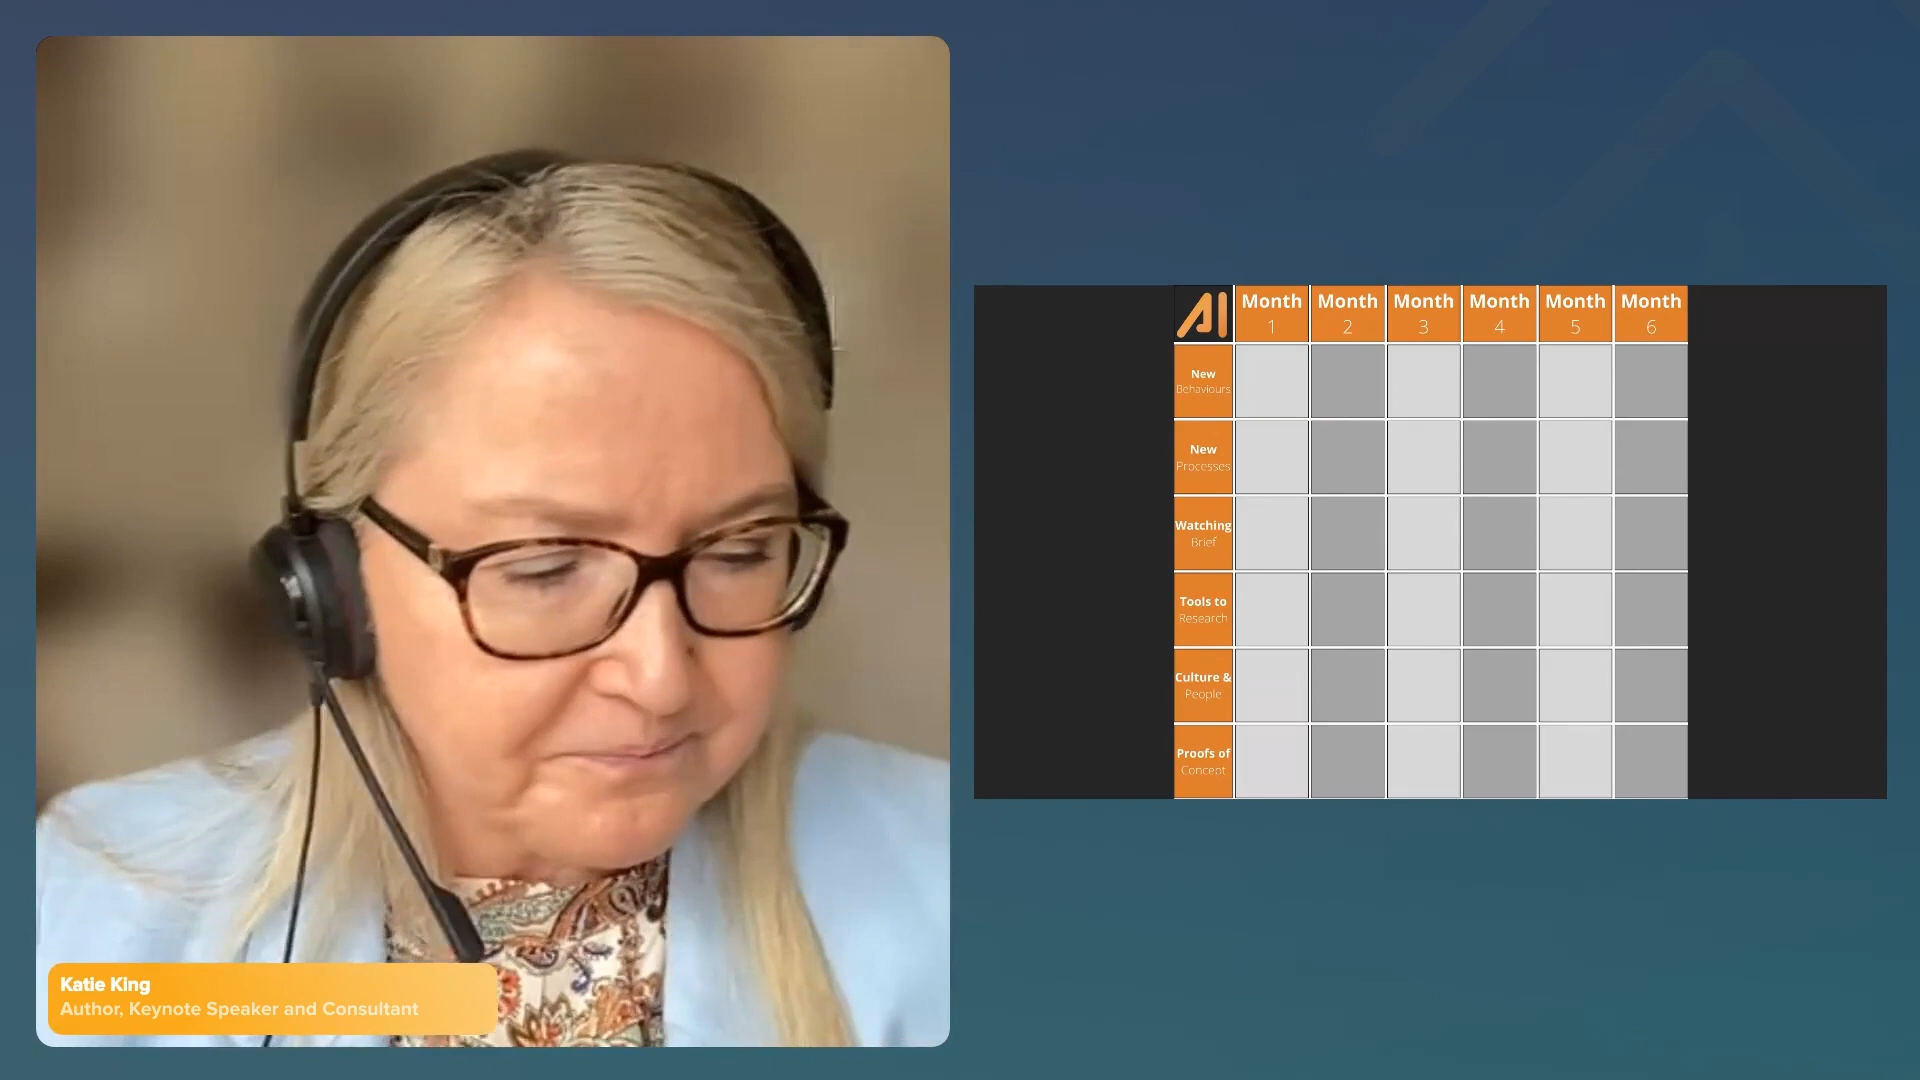 Katie King
Author, Keynote Speaker and Consultant
AI
Month Month Month Month Month Month
1 2 3 4 5 6
New
Behaviours
New
Processes
Watching
Brief
Tools to
Research
Culture &
People
Proofs of
Concept